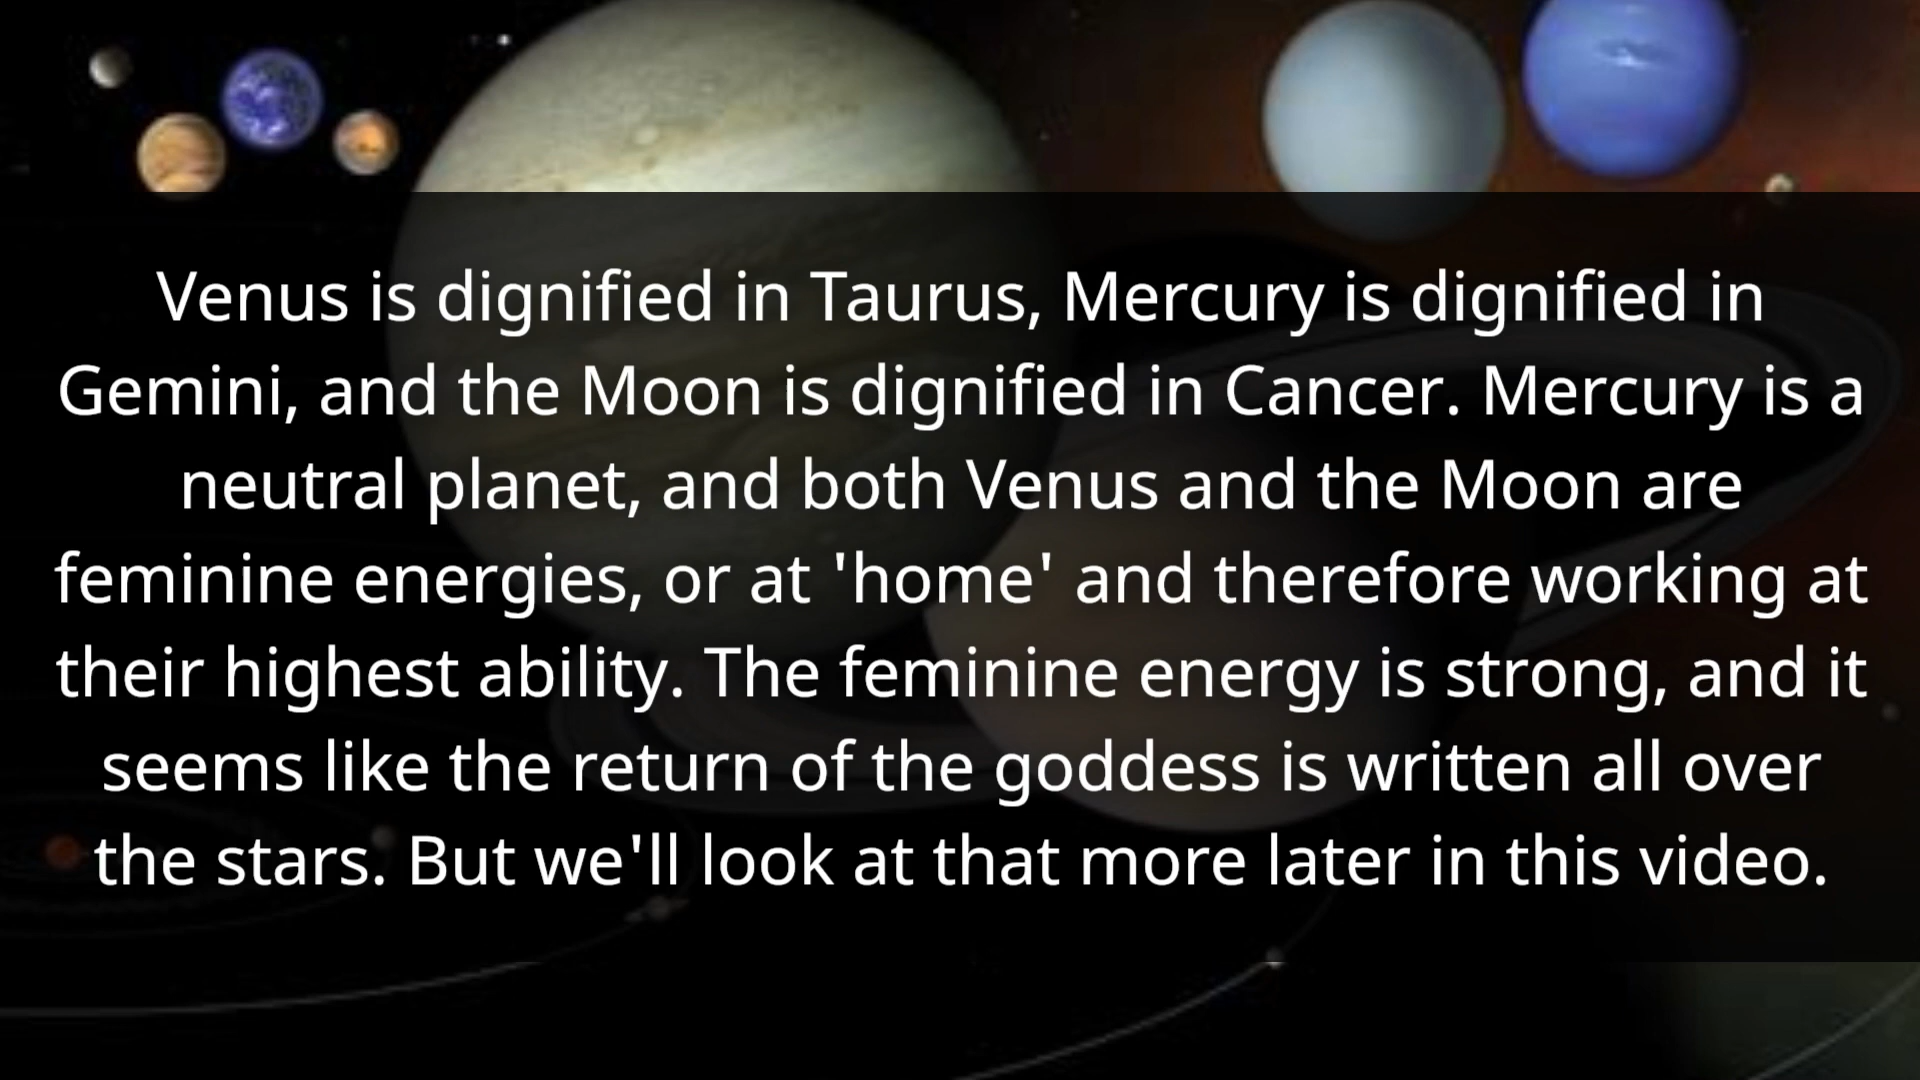 Venus is dignified in Taurus, Mercury is dignified in
Gemini, and the Moon is dignified in Cancer. Mercury is a
neutral planet, and both Venus and the Moon are
feminine energies, or at 'home' and therefore working at
their highest ability. The feminine energy is strong, and it
seems like the return of the goddess is written all over
the stars. But we'll look at that more later in this video.